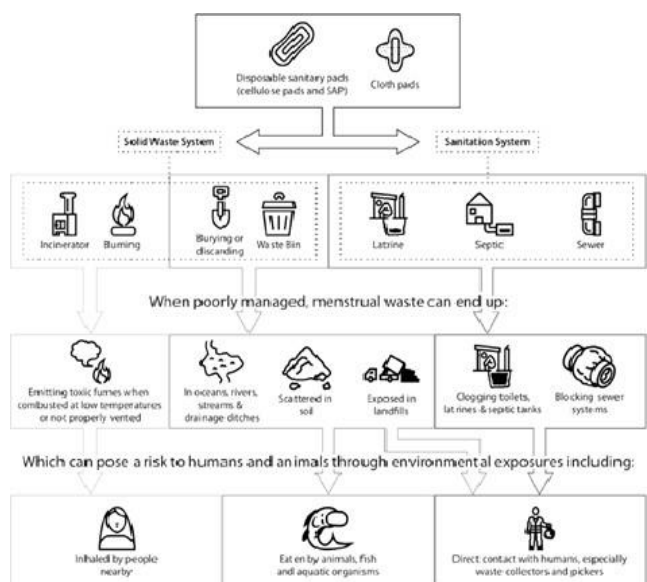 Disposable sanitary pads
(cellulose pads and SAP)
Cloth pads
Solid Waste System
Sanitation System
Incinerator
Burning
Blurying or
discarding
Waste Bin
Latrine
Septic
Sewer
When poorly managed, menstrual waste can end up:
Emitting toxic fumes when
combusted at low temperatures
or not properly vented
In oceans, rivers,
streams &
drainage ditches
Scattered in
soil
Exposed in
landfills
Clogging toilets,
latrines & septic tanks
Blocking sewer
systems
Which can pose a risk to humans and animals through environmental exposures including:
Inhaled by people
nearby
Eaten by animals, fish
and aquatic organisms
Direct contact with humans, especially
waste collectors and pickers